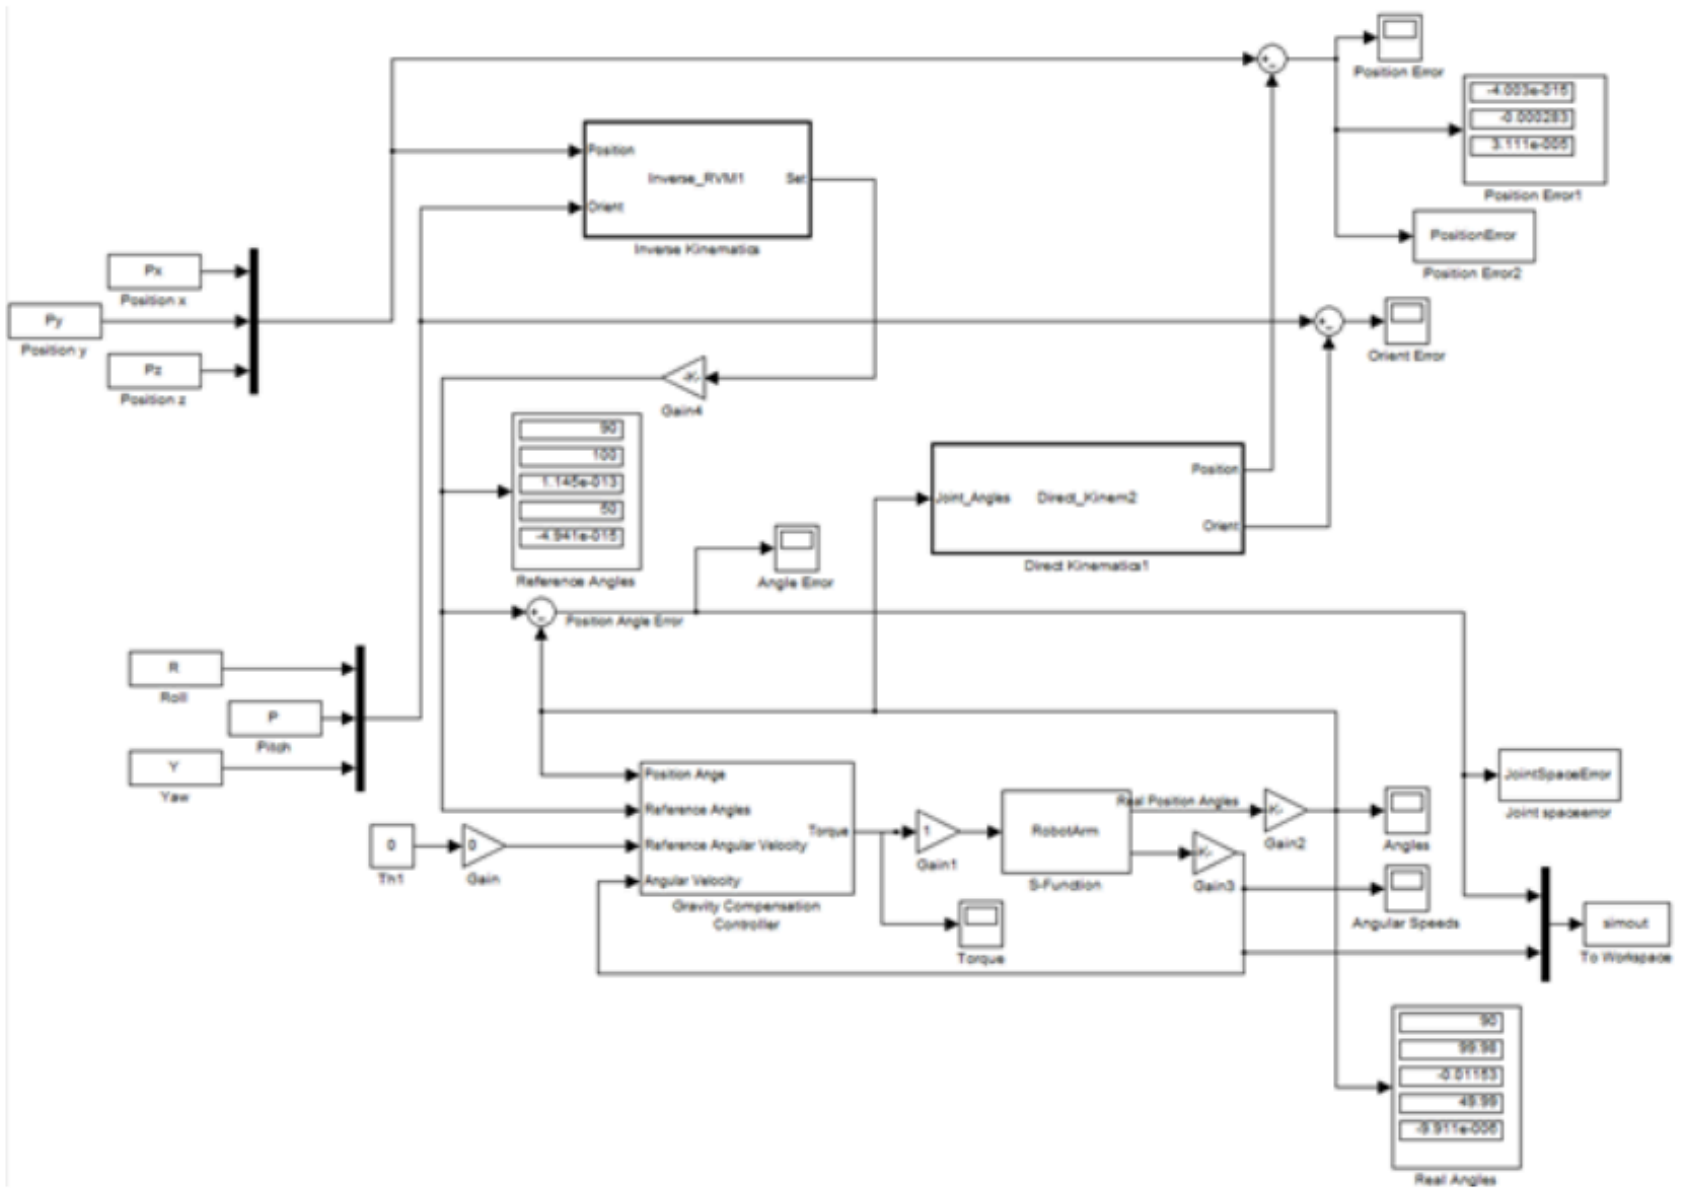 Position Error
-4.003e-016
-0.000283
3.111e-005
Position Error1
Position
Inverse_RVM1
Set
Orient
Inverse Kinematics
PositionError
Position Error2
Px
Position x
Py
Position y
Pz
Position z
Orient Error
-K-
Gain4
90
100
1.145e-013
50
-4.941e-015
Reference Angles
Position
Joint_Angles
Direct_Kinem2
Orient
Direct Kinematics1
Angle Error
Position Angle Error
R
Roll
P
Pitch
Y
Yaw
Position Ange
Reference Angles
Torque
Reference Angular Velocity
Angular Velocity
Gravity Compensation
Controller
0
Th1
0
Gain
1
Gain1
RobotArm
S-Function
Real Position Angles
-K-
Gain2
-K-
Gain3
Torque
Angles
Angular Speeds
JointSpaceError
Joint spaceerror
simout
To Workspace
90
99.98
-0.01153
49.99
-9.911e-006
Real Angles